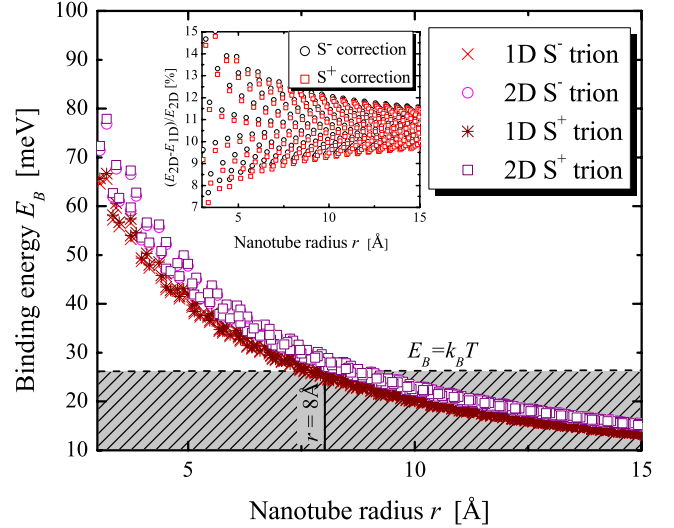 Binding energy E_B [meV]
100
90
80
70
60
50
40
30
20
10
5
10
15
Nanotube radius r [Å]
(E_2D-E_1D)/E_2D [%]
15
14
13
12
11
10
9
8
7
5
10
15
Nanotube radius r [Å]
S⁻ correction
S⁺ correction
1D S⁻ trion
2D S⁻ trion
1D S⁺ trion
2D S⁺ trion
E_B=k_BT
r = 8Å